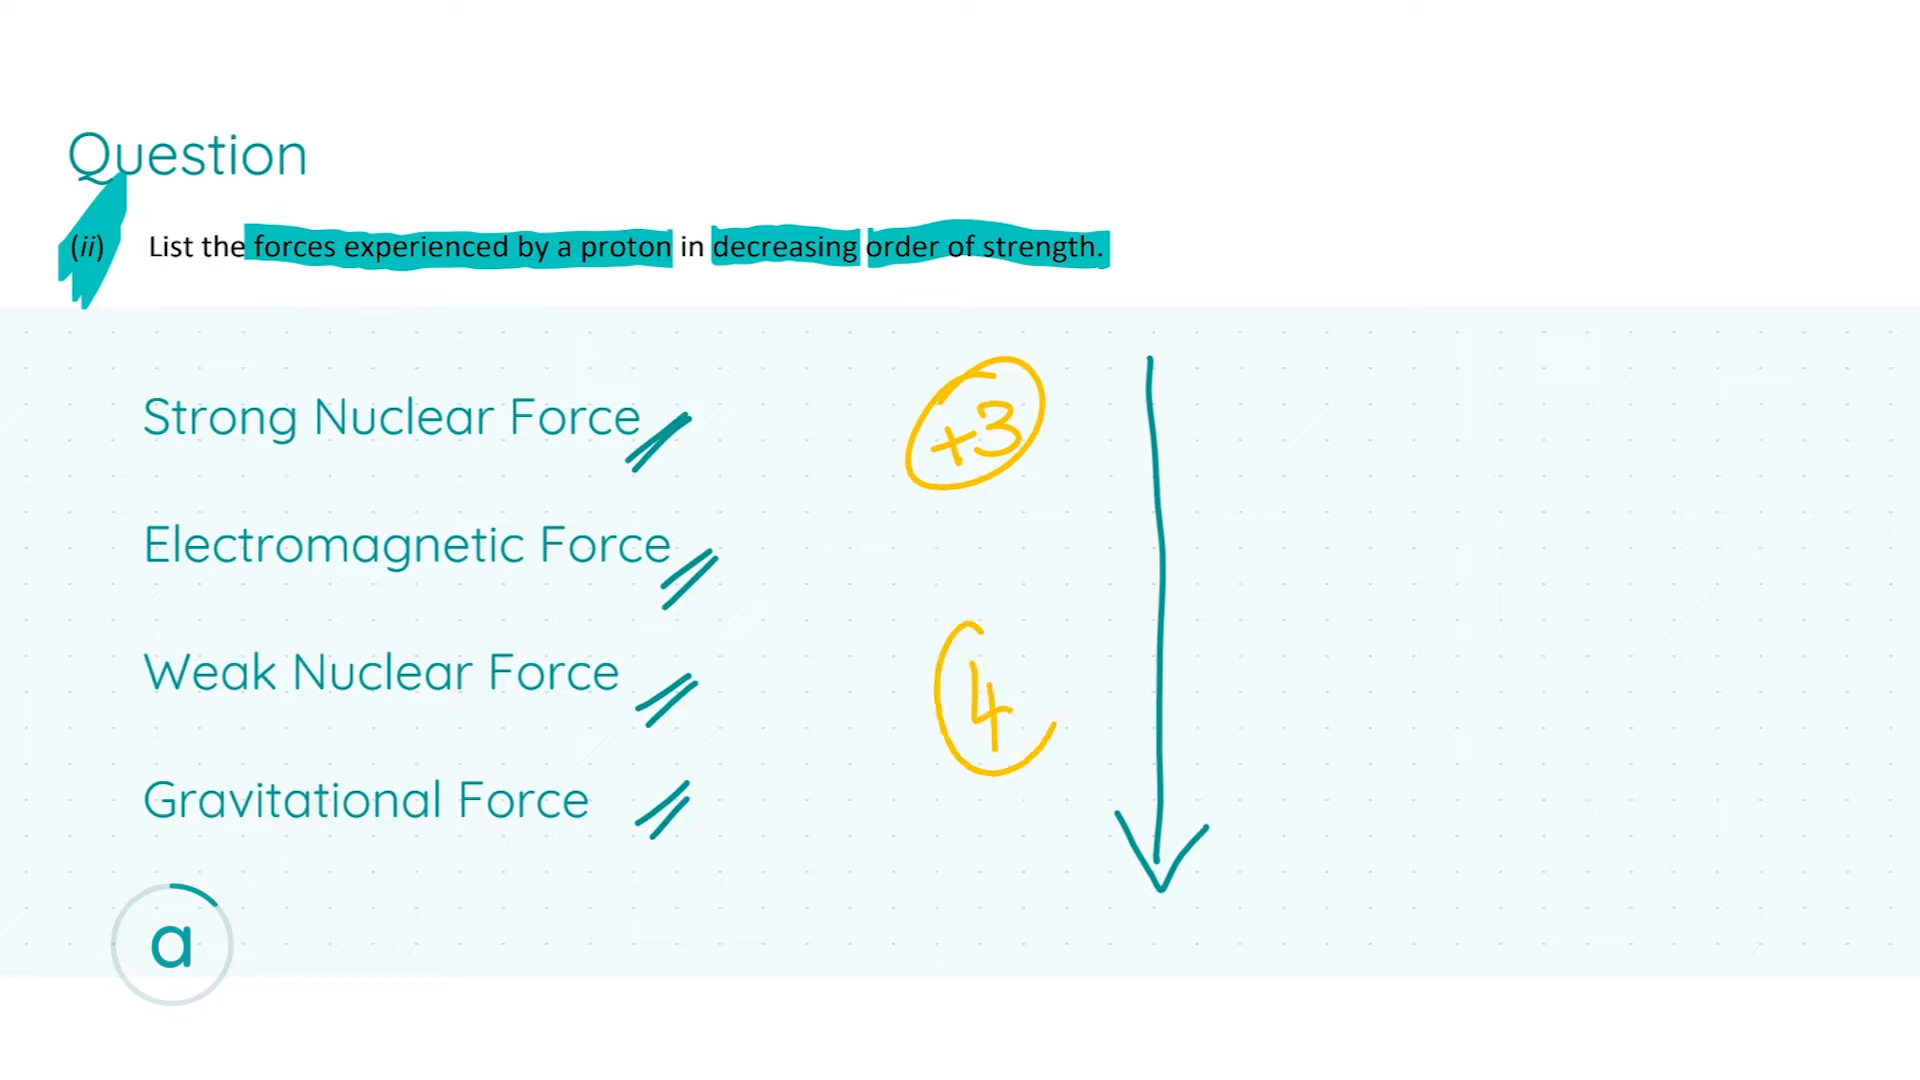 Question
(ii) List the forces experienced by a proton in decreasing order of strength.
Strong Nuclear Force
+3
Electromagnetic Force
Weak Nuclear Force
4
Gravitational Force
a